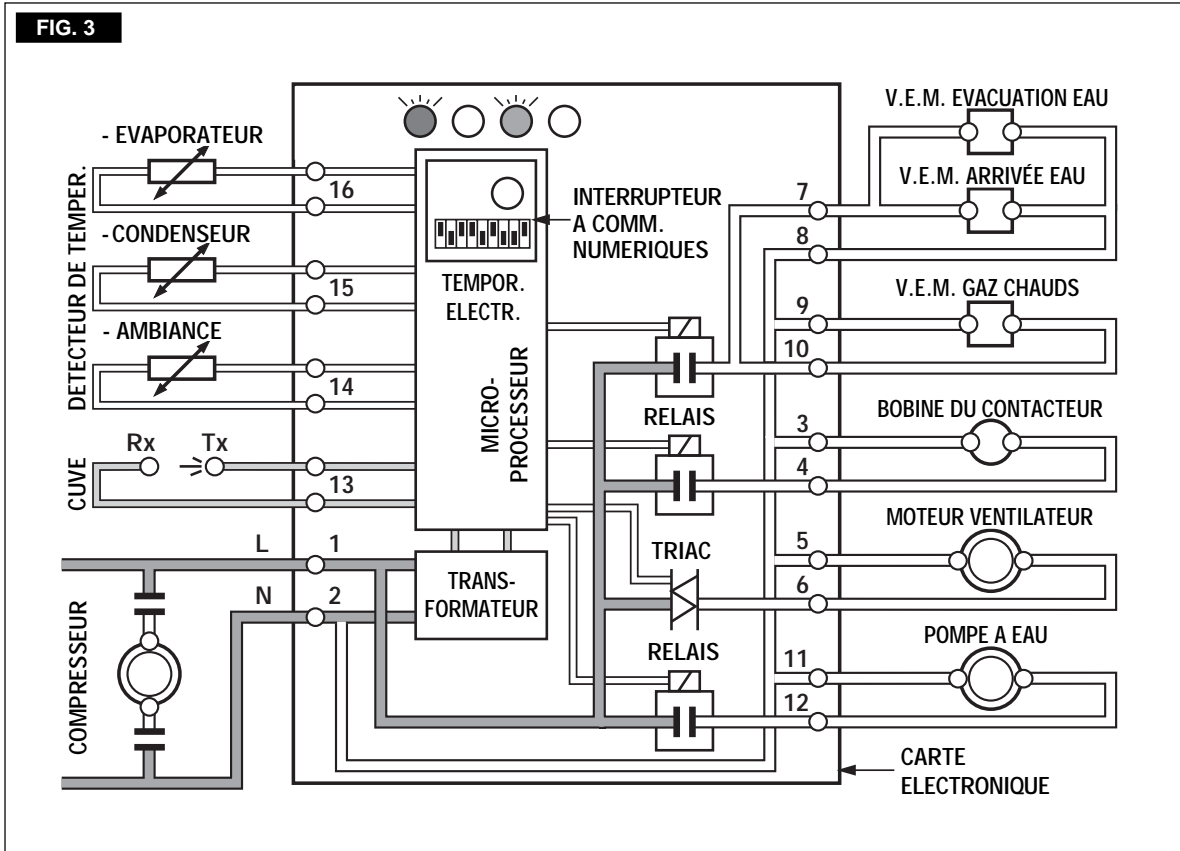 FIG. 3
DETECTEUR DE TEMPER.
- EVAPORATEUR
16
-CONDENSEUR
15
- AMBIANCE
14
CUVE
Rx
Tx
13
L
1
N
2
COMPRESSEUR
INTERRUPTEUR
A COMM.
NUMERIQUES
TEMPOR.
ELECTR.
MICRO-
PROCESSEUR
TRANS-
FORMATEUR
RELAIS
TRIAC
RELAIS
V.E.M. EVACUATION EAU
V.E.M. ARRIVÉE EAU
7
8
V.E.M. GAZ CHAUDS
9
10
BOBINE DU CONTACTEUR
3
4
MOTEUR VENTILATEUR
5
6
POMPE A EAU
11
12
CARTE
ELECTRONIQUE